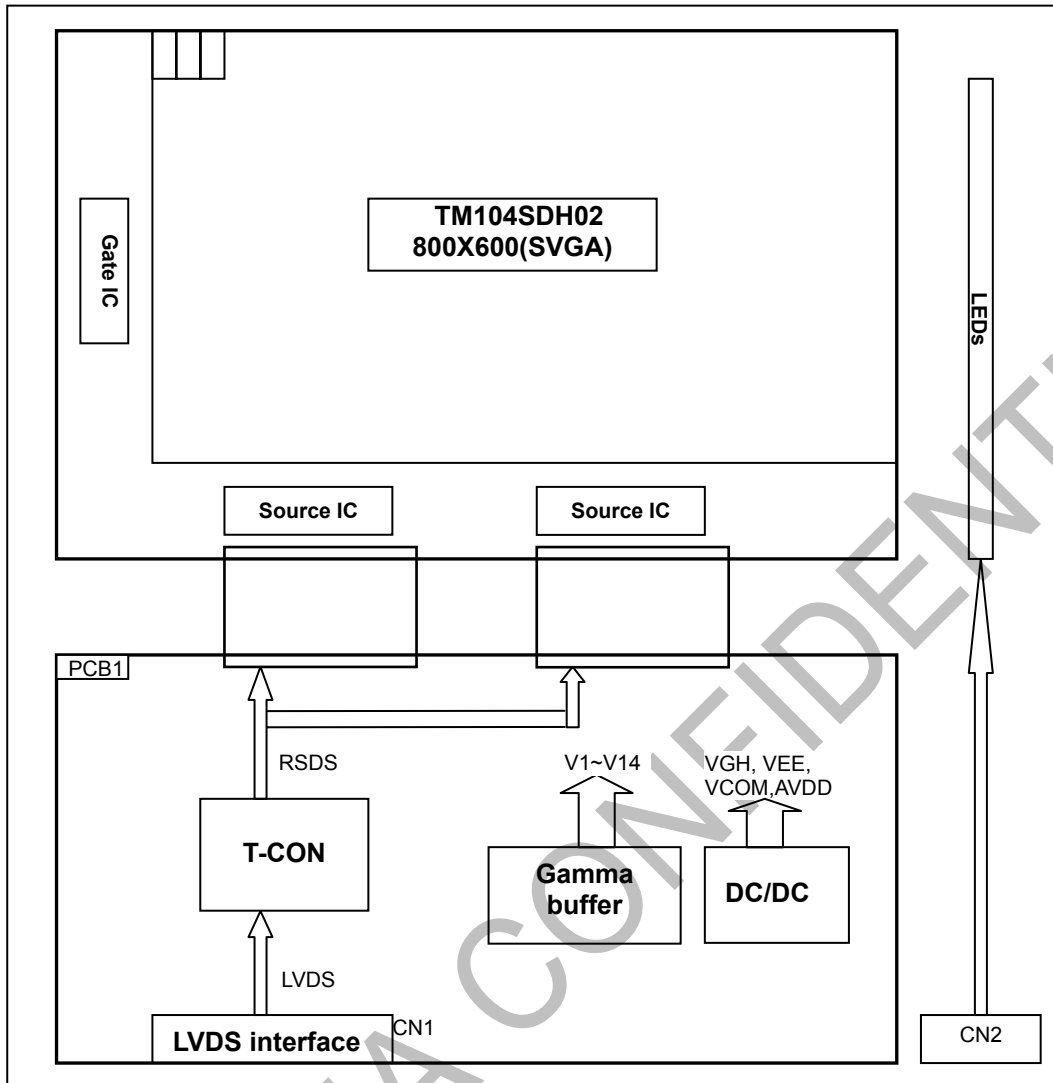 TM104SDH02
800X600(SVGA)
Gate IC
LEDs
Source IC
Source IC
PCB1
RSDS
V1~V14
VGH, VEE,
VCOM,AVDD
T-CON
Gamma
buffer
DC/DC
LVDS
LVDS interface
CN1
CN2